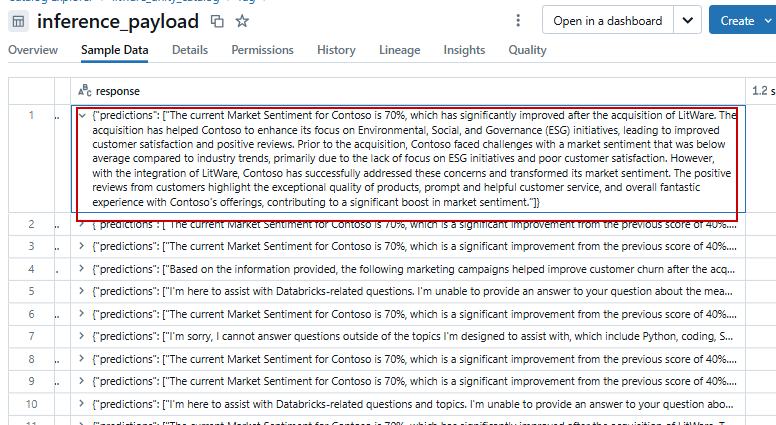 inference_payload
Open in a dashboard
Create
Overview Sample Data Details Permissions History Lineage Insights Quality
ABC response 1.2 s
1 {"predictions": ["The current Market Sentiment for Contoso is 70%, which has significantly improved after the acquisition of LitWare. The
acquisition has helped Contoso to enhance its focus on Environmental, Social, and Governance (ESG) initiatives, leading to improved
customer satisfaction and positive reviews. Prior to the acquisition, Contoso faced challenges with a market sentiment that was below
average compared to industry trends, primarily due to the lack of focus on ESG initiatives and poor customer satisfaction. However,
with the integration of LitWare, Contoso has successfully addressed these concerns and transformed its market sentiment. The positive
reviews from customers highlight the exceptional quality of products, prompt and helpful customer service, and overall fantastic
experience with Contoso's offerings, contributing to a significant boost in market sentiment."]}
2 .. {"predictions": ["The current Market Sentiment for Contoso is 70%, which is a significant improvement from the previous score of 40%....
3 .. {"predictions": ["The current Market Sentiment for Contoso is 70%, which is a significant improvement from the previous score of 40%....
4 . {"predictions": ["Based on the information provided, the following marketing campaigns helped improve customer churn after the acq...
5 .. {"predictions": ["I'm here to assist with Databricks-related questions. I'm unable to provide an answer to your question about the mea...
6 .. {"predictions": ["The current Market Sentiment for Contoso is 70%, which is a significant improvement from the previous score of 40%....
7 .. {"predictions": ["I'm sorry, I cannot answer questions outside of the topics I'm designed to assist with, which include Python, coding, S...
8 .. {"predictions": ["The current Market Sentiment for Contoso is 70%, which is a significant improvement from the previous score of 40%....
9 .. {"predictions": ["The current Market Sentiment for Contoso is 70%, which is a significant improvement from the previous score of 40%....
10 .. {"predictions": ["I'm here to assist with Databricks-related questions and topics. I'm unable to provide an answer to your question abo...